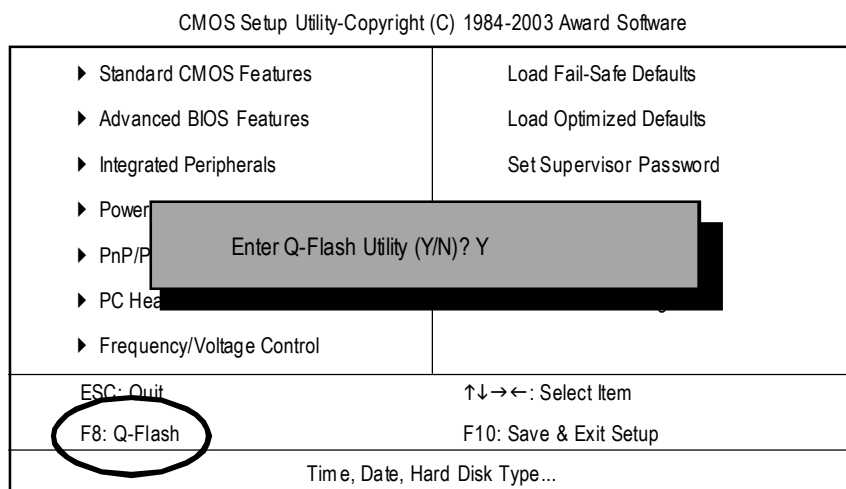 CMOS Setup Utility-Copyright (C) 1984-2003 Award Software
Standard CMOS Features
Load Fail-Safe Defaults
Advanced BIOS Features
Load Optimized Defaults
Integrated Peripherals
Set Supervisor Password
Power
Enter Q-Flash Utility (Y/N)? Y
PnP/P
PC Hea
Frequency/Voltage Control
ESC: Quit
↑↓→←: Select Item
F8: Q-Flash
F10: Save & Exit Setup
Time, Date, Hard Disk Type...